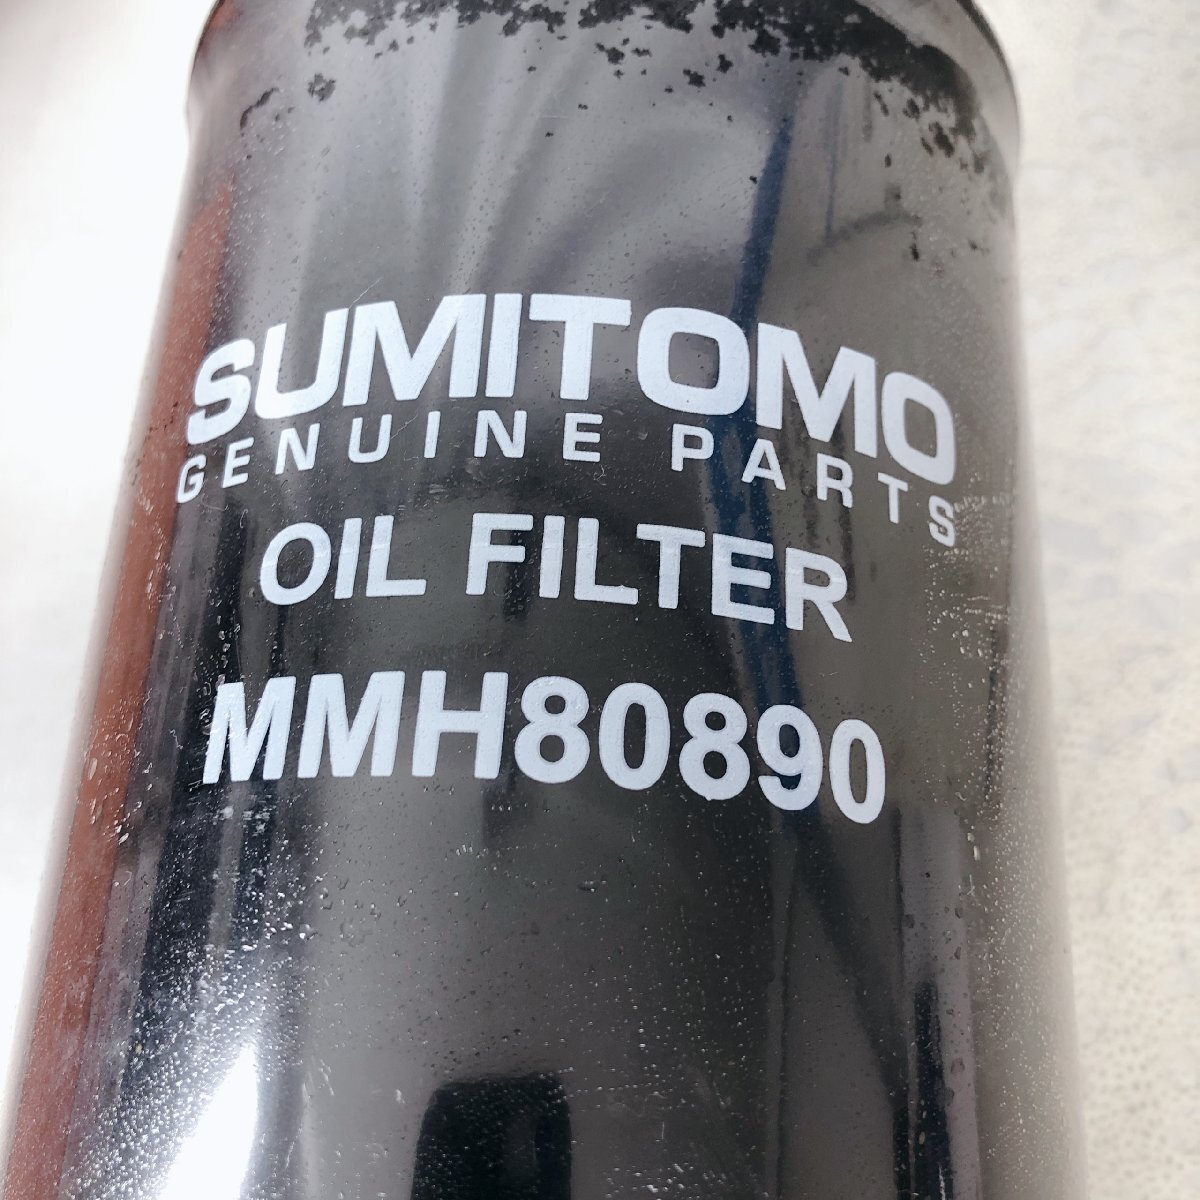 SUMITOMO
GENUINE PARTS
OIL FILTER
MMH80890